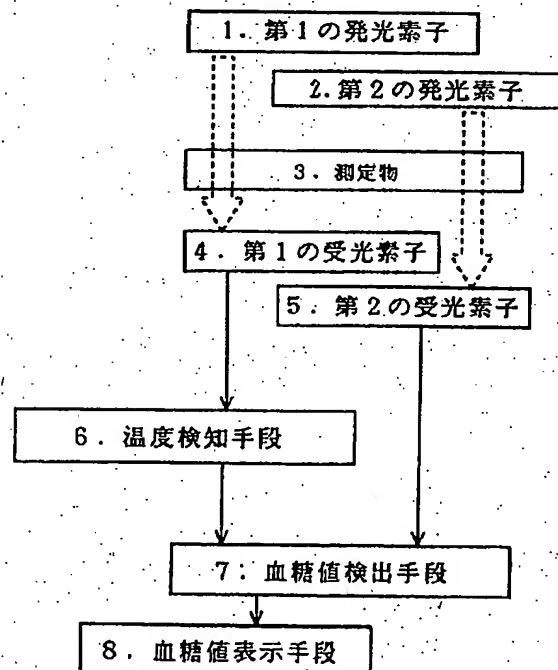 1. 第1の発光素子
2. 第2の発光素子
3. 測定物
4. 第1の受光素子
5. 第2の受光素子
6. 温度検知手段
7. 血糖値検出手段
8. 血糖値表示手段